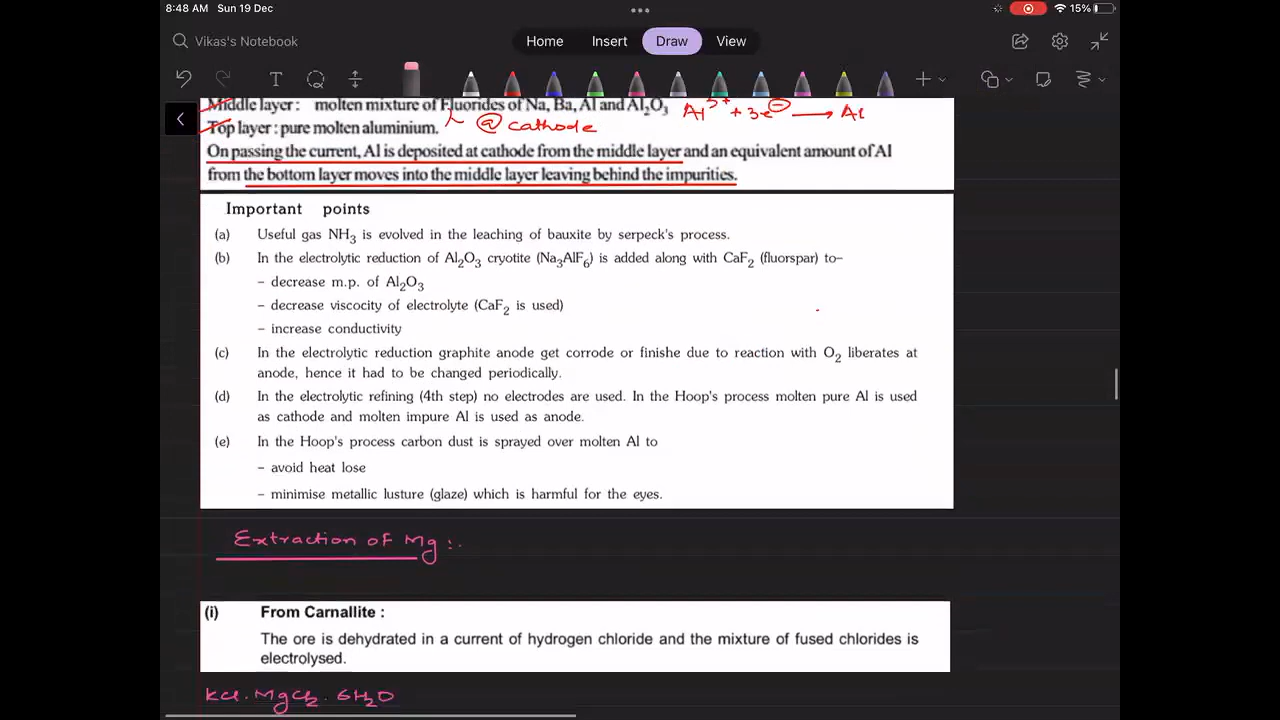 8:48 AM Sun 19 Dec 15%
Vikas's Notebook Home Insert Draw View
Middle layer : molten mixture of Fluorides of Na, Ba, Al and Al₂O₃ Al³⁺ + 3e⊖ → Al
Top layer : pure molten aluminium. @ cathode
On passing the current, Al is deposited at cathode from the middle layer and an equivalent amount of Al
from the bottom layer moves into the middle layer leaving behind the impurities.
Important points
(a) Useful gas NH₃ is evolved in the leaching of bauxite by serpeck's process.
(b) In the electrolytic reduction of Al₂O₃ cryotite (Na₃AlF₆) is added along with CaF₂ (fluorspar) to–
– decrease m.p. of Al₂O₃
– decrease viscosity of electrolyte (CaF₂ is used)
– increase conductivity
(c) In the electrolytic reduction graphite anode get corrode or finishe due to reaction with O₂ liberates at
anode, hence it had to be changed periodically.
(d) In the electrolytic refining (4th step) no electrodes are used. In the Hoop's process molten pure Al is used
as cathode and molten impure Al is used as anode.
(e) In the Hoop's process carbon dust is sprayed over molten Al to
– avoid heat lose
– minimise metallic lusture (glaze) which is harmful for the eyes.
Extraction of Mg :.
(i) From Carnallite :
The ore is dehydrated in a current of hydrogen chloride and the mixture of fused chlorides is
electrolysed.
KCl . MgCl₂ . 6H₂O